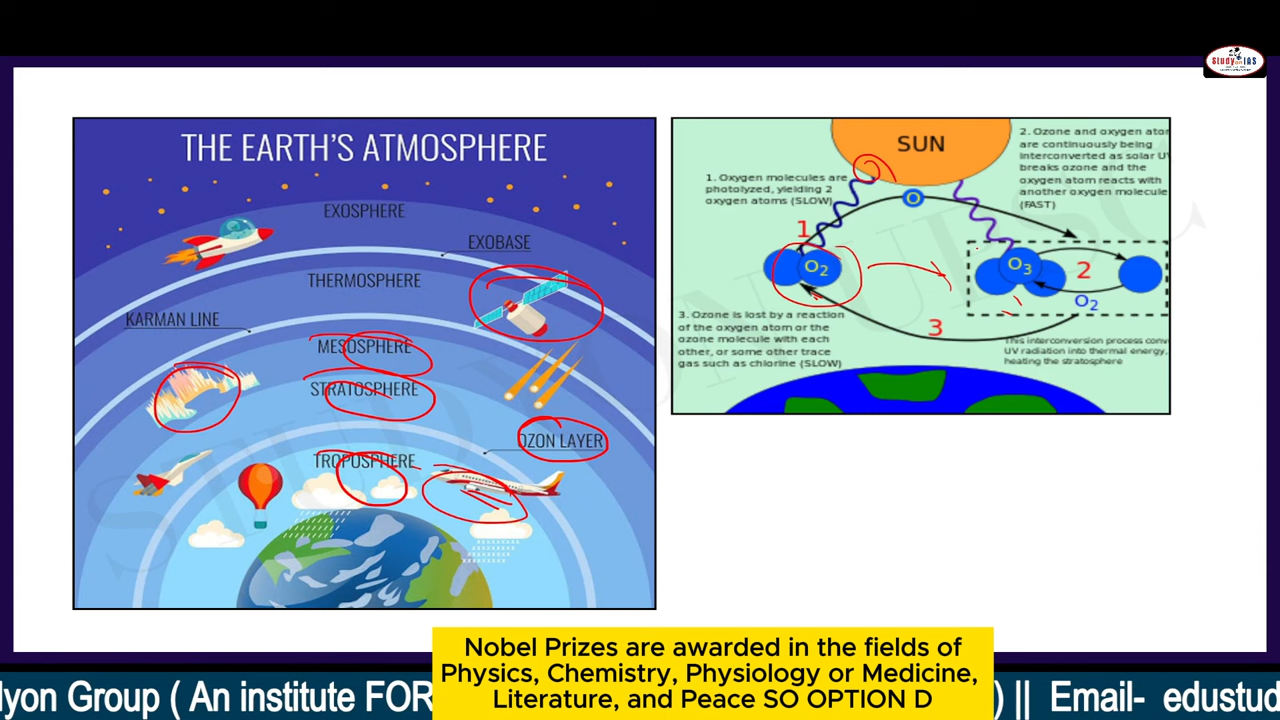 Study IAS
THE EARTH'S ATMOSPHERE
EXOSPHERE
EXOBASE
THERMOSPHERE
KARMAN LINE
MESOSPHERE
STRATOSPHERE
OZON LAYER
TROPOSPHERE
SUN
1. Oxygen molecules are
photolyzed, yielding 2
oxygen atoms (SLOW)
2. Ozone and oxygen ator
are continuously being
interconverted as solar U
breaks ozone and the
oxygen atom reacts with
another oxygen molecule
(FAST)
O
1
O2
O3
2
O2
3
3. Ozone is lost by a reaction
of the oxygen atom or the
ozone molecule with each
other, or some other trace
gas such as chlorine (SLOW)
This interconversion process conv
UV radiation into thermal energy,
heating the stratosphere
Nobel Prizes are awarded in the fields of
Physics, Chemistry, Physiology or Medicine,
Literature, and Peace SO OPTION D
lyon Group ( An institute FOR
) || Email- edustud